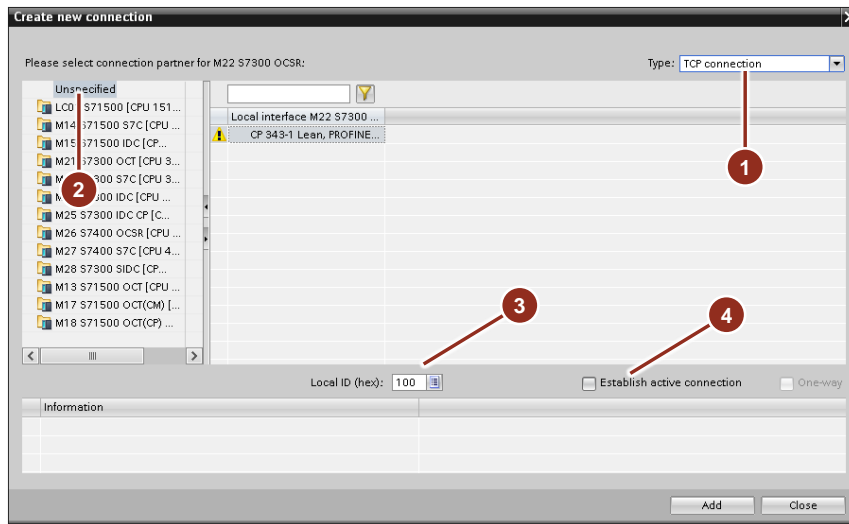 Create new connection
Please select connection partner for M22 S7300 OCSR:
Type: TCP connection
Unspecified
LC0 S71500 [CPU 151...
M14 S71500 S7C [CPU ...
M15 S71500 IDC [CP...
M21 S7300 OCT [CPU 3...
300 S7C [CPU 3...
300 IDC [CPU ...
M25 S7300 IDC CP [C...
M26 S7400 OCSR [CPU ...
M27 S7400 S7C [CPU 4...
M28 S7300 SIDC [CP...
M13 S71500 OCT [CPU ...
M17 S71500 OCT(CM) [...
M18 S71500 OCT(CP) ...
Local interface M22 S7300 ...
CP 343-1 Lean, PROFINE...
1
2
3
4
Local ID (hex): 100
Establish active connection
One-way
Information
Add
Close